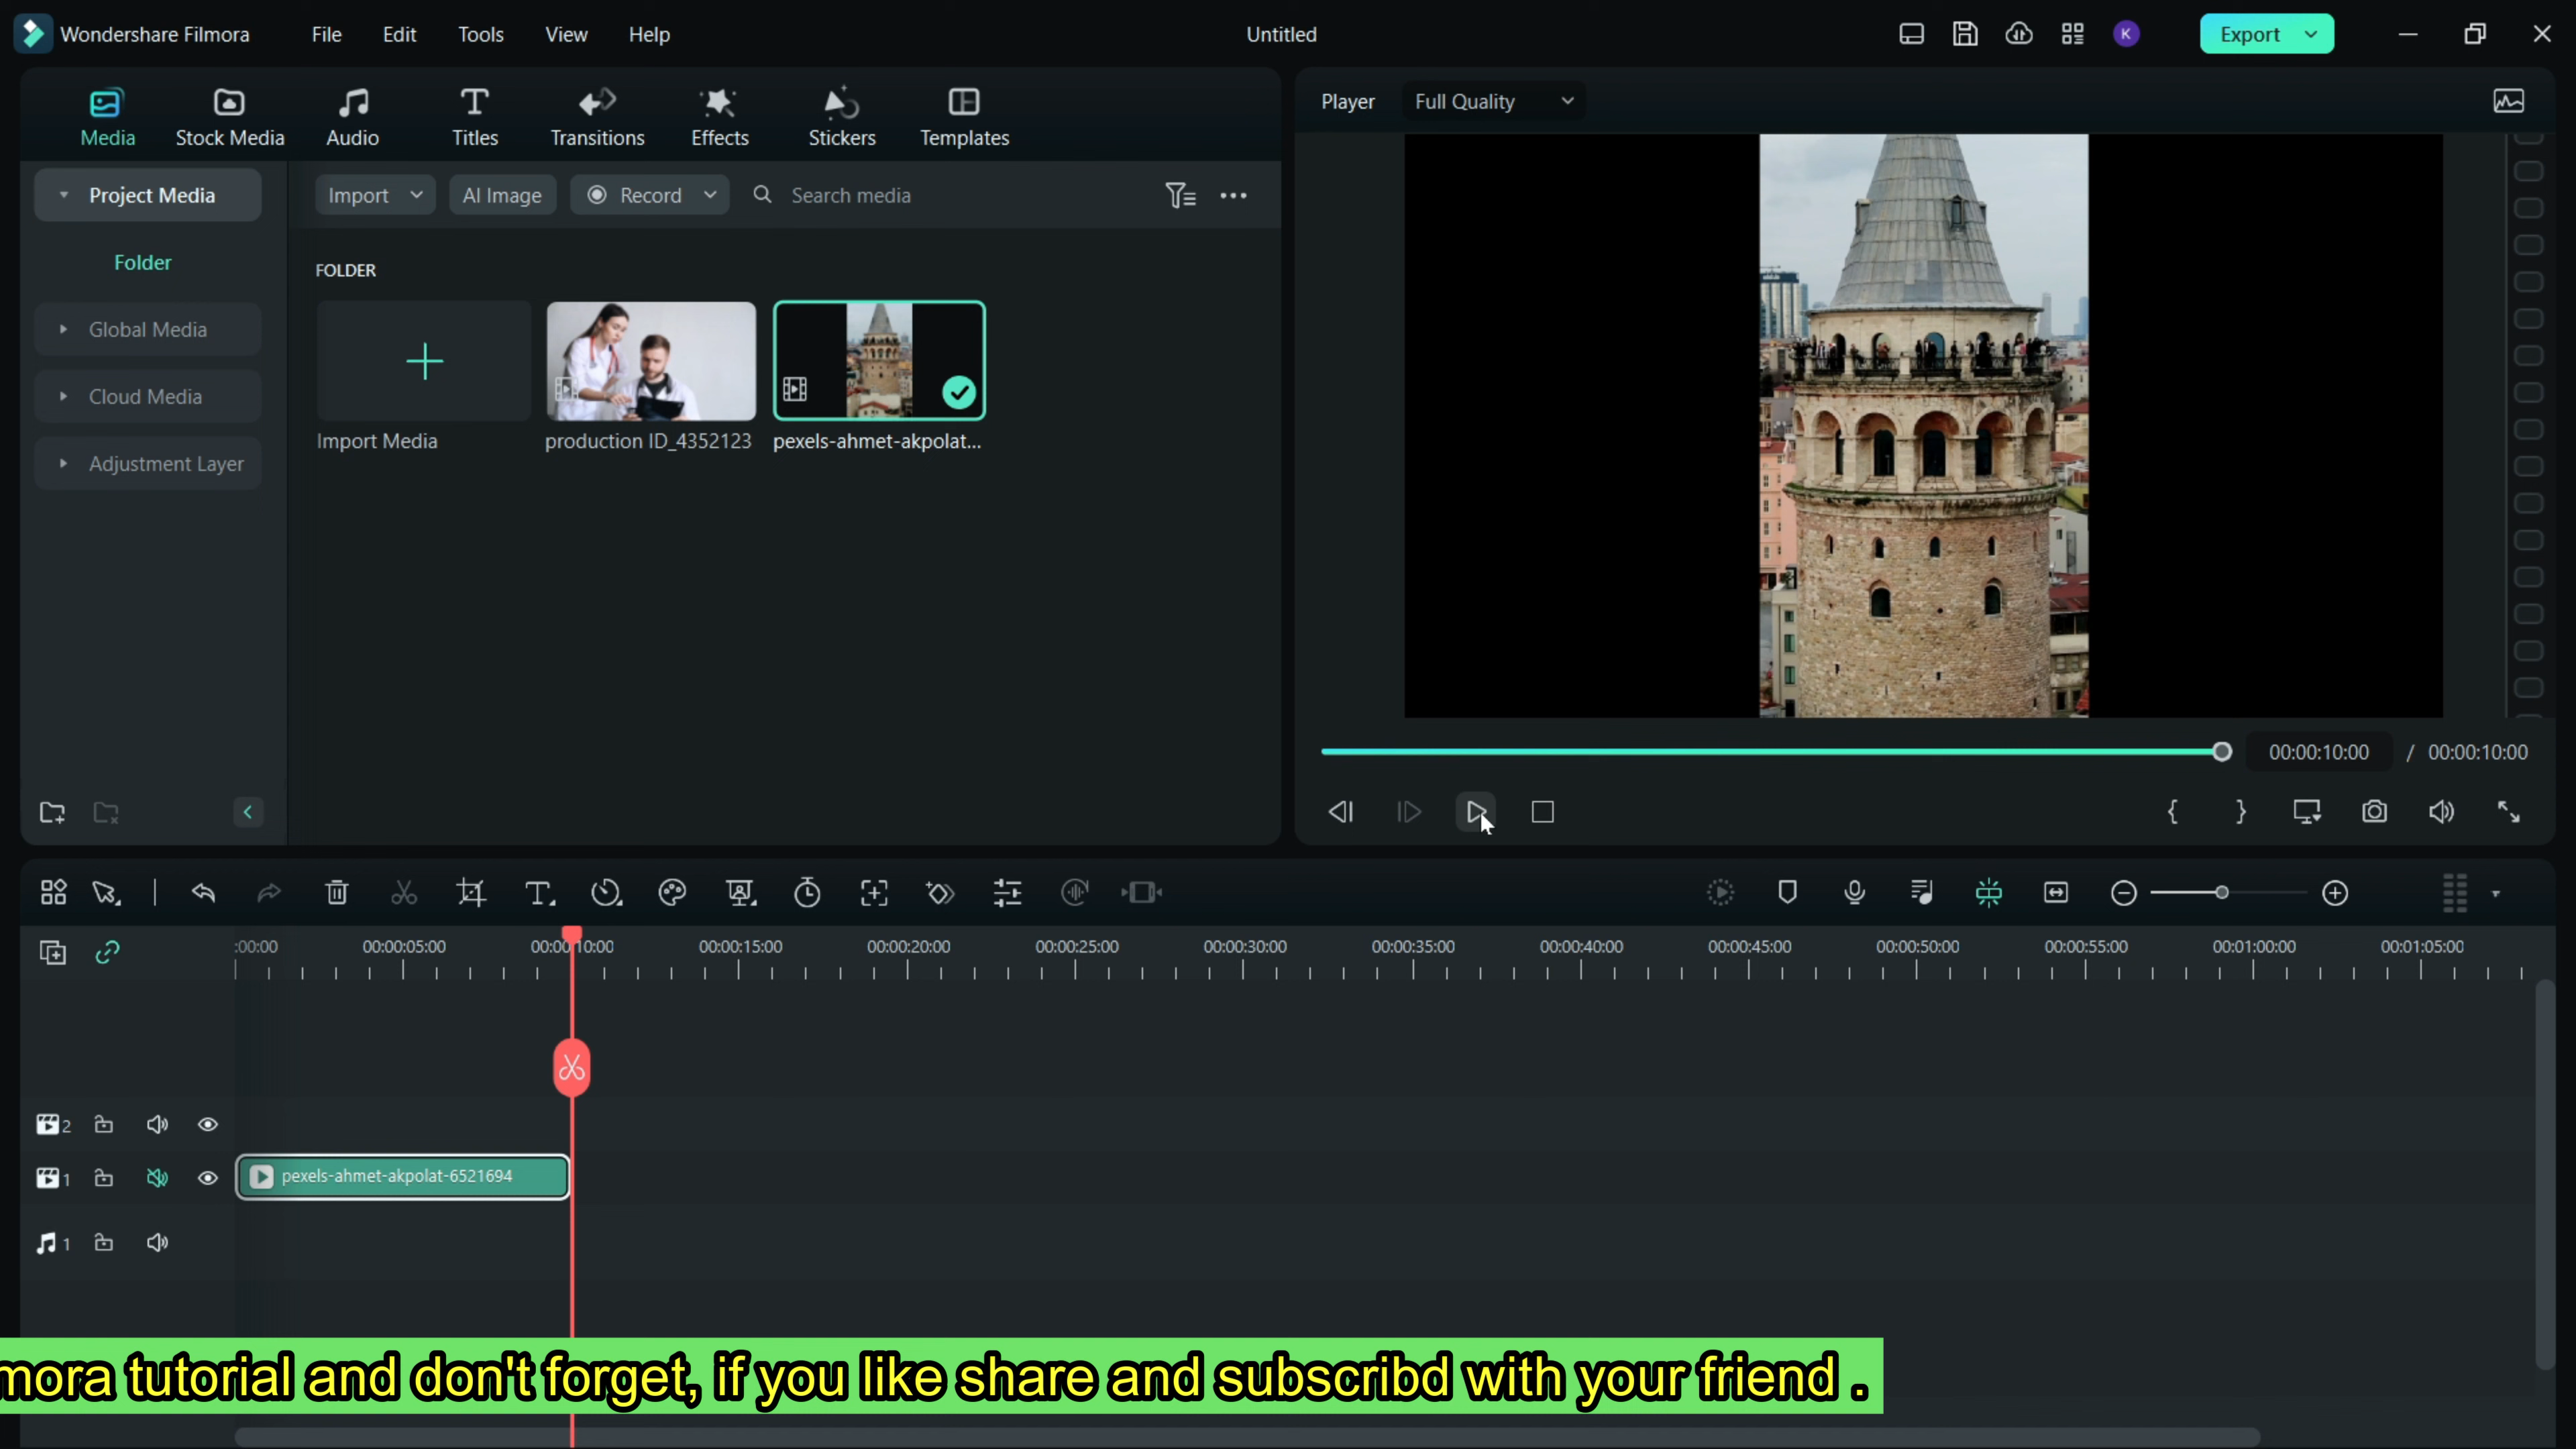 Wondershare Filmora File Edit Tools View Help Untitled K Export
Media Stock Media Audio Titles Transitions Effects Stickers Templates
Player Full Quality
Project Media
Folder
Global Media
Cloud Media
Adjustment Layer
Import AI Image Record Search media
FOLDER
Import Media production ID_4352123 pexels-ahmet-akpolat...
00:00:10:00 / 00:00:10:00
:00:00 00:00:05:00 00:00:10:00 00:00:15:00 00:00:20:00 00:00:25:00 00:00:30:00 00:00:35:00 00:00:40:00 00:00:45:00 00:00:50:00 00:00:55:00 00:01:00:00 00:01:05:00
2
1 pexels-ahmet-akpolat-6521694
1
mora tutorial and don't forget, if you like share and subscribd with your friend .